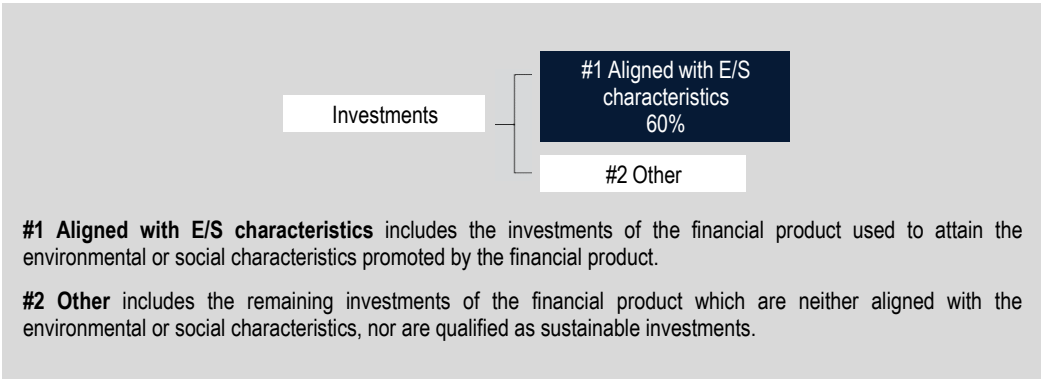 #1 Aligned with E/S
characteristics
60%
Investments
#2 Other
#1 Aligned with E/S characteristics includes the investments of the financial product used to attain the
environmental or social characteristics promoted by the financial product.
#2 Other includes the remaining investments of the financial product which are neither aligned with the
environmental or social characteristics, nor are qualified as sustainable investments.